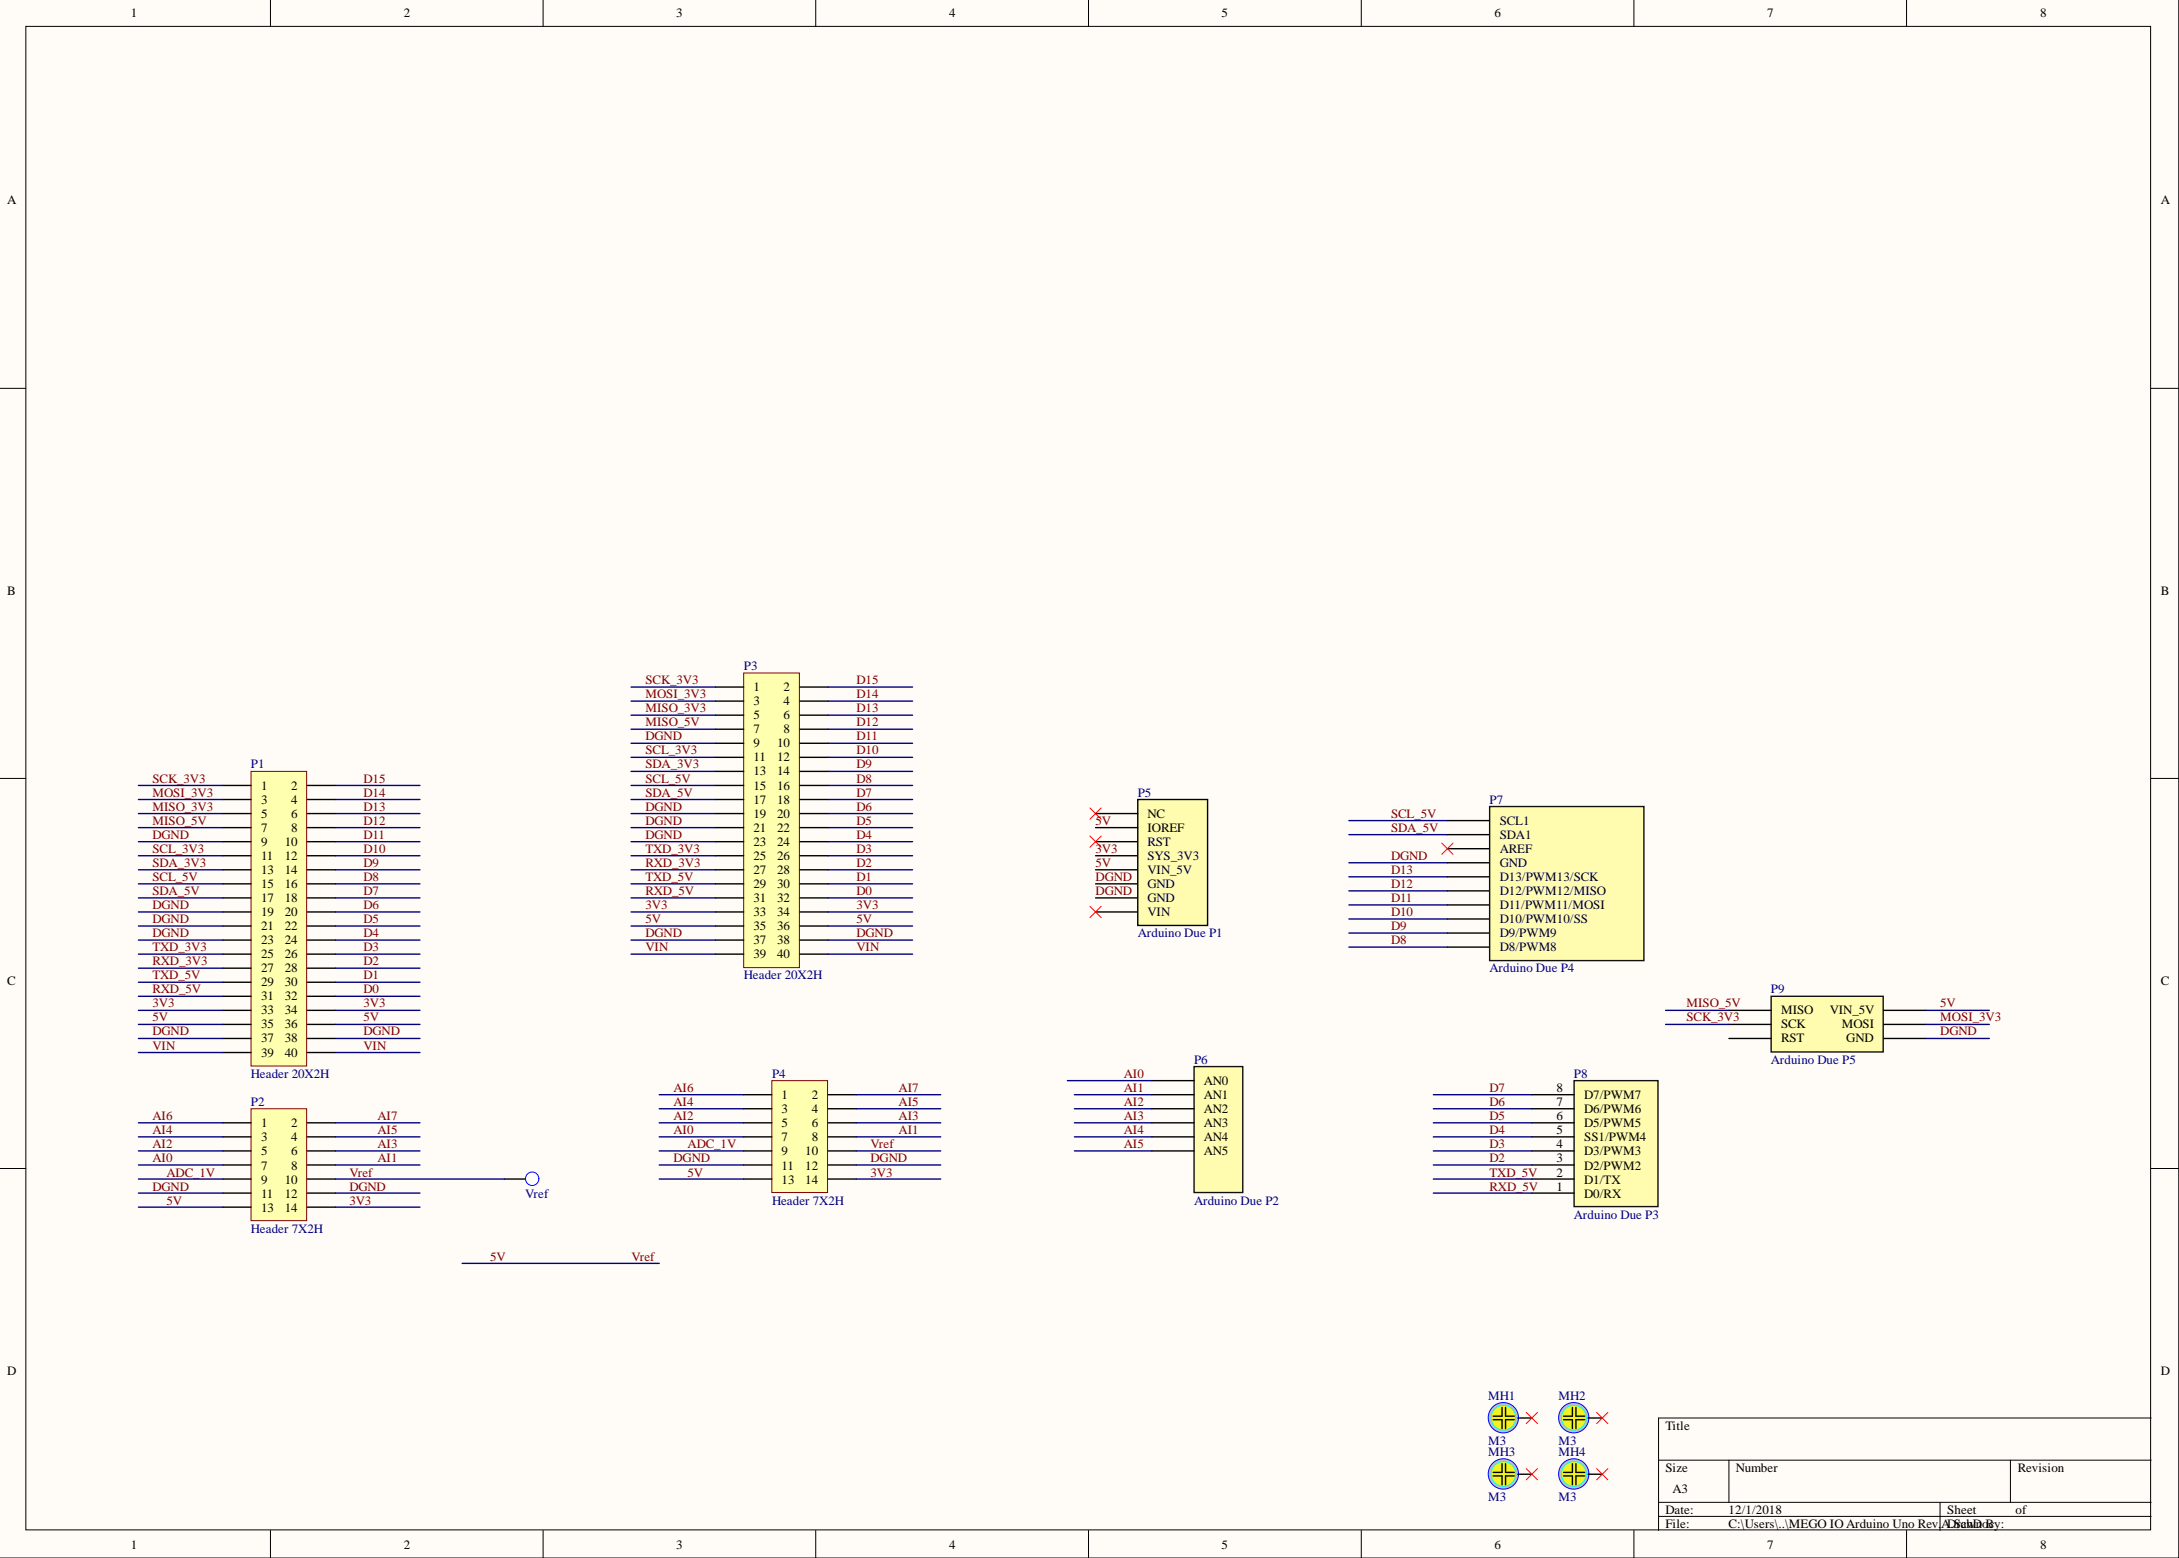 1 2 3 4 5 6 7 8
A A
B B
C C
D D
P1
SCK_3V3 1 2 D15
MOSI_3V3 3 4 D14
MISO_3V3 5 6 D13
MISO_5V 7 8 D12
DGND 9 10 D11
SCL_3V3 11 12 D10
SDA_3V3 13 14 D9
SCL_5V 15 16 D8
SDA_5V 17 18 D7
DGND 19 20 D6
DGND 21 22 D5
DGND 23 24 D4
TXD_3V3 25 26 D3
RXD_3V3 27 28 D2
TXD_5V 29 30 D1
RXD_5V 31 32 D0
3V3 33 34 3V3
5V 35 36 5V
DGND 37 38 DGND
VIN 39 40 VIN
Header 20X2H
P2
AI6 1 2 AI7
AI4 3 4 AI5
AI2 5 6 AI3
AI0 7 8 AI1
ADC_1V 9 10 Vref
DGND 11 12 DGND
5V 13 14 3V3
Header 7X2H
Vref
5V Vref
P3
SCK_3V3 1 2 D15
MOSI_3V3 3 4 D14
MISO_3V3 5 6 D13
MISO_5V 7 8 D12
DGND 9 10 D11
SCL_3V3 11 12 D10
SDA_3V3 13 14 D9
SCL_5V 15 16 D8
SDA_5V 17 18 D7
DGND 19 20 D6
DGND 21 22 D5
DGND 23 24 D4
TXD_3V3 25 26 D3
RXD_3V3 27 28 D2
TXD_5V 29 30 D1
RXD_5V 31 32 D0
3V3 33 34 3V3
5V 35 36 5V
DGND 37 38 DGND
VIN 39 40 VIN
Header 20X2H
P4
AI6 1 2 AI7
AI4 3 4 AI5
AI2 5 6 AI3
AI0 7 8 AI1
ADC_1V 9 10 Vref
DGND 11 12 DGND
5V 13 14 3V3
Header 7X2H
P5
NC
5V IOREF
RST
3V3 SYS_3V3
5V VIN_5V
DGND GND
DGND GND
VIN
Arduino Due P1
P6
AI0 AN0
AI1 AN1
AI2 AN2
AI3 AN3
AI4 AN4
AI5 AN5
Arduino Due P2
P7
SCL_5V SCL1
SDA_5V SDA1
AREF
DGND GND
D13 D13/PWM13/SCK
D12 D12/PWM12/MISO
D11 D11/PWM11/MOSI
D10 D10/PWM10/SS
D9 D9/PWM9
D8 D8/PWM8
Arduino Due P4
P8
D7 8 D7/PWM7
D6 7 D6/PWM6
D5 6 D5/PWM5
D4 5 SS1/PWM4
D3 4 D3/PWM3
D2 3 D2/PWM2
TXD_5V 2 D1/TX
RXD_5V 1 D0/RX
Arduino Due P3
P9
MISO_5V MISO VIN_5V 5V
SCK_3V3 SCK MOSI MOSI_3V3
RST GND DGND
Arduino Due P5
MH1 MH2
M3 M3
MH3 MH4
M3 M3
Title
Size Number Revision
A3
Date: 12/1/2018 Sheet of
File: C:\Users\..\MEGO IO Arduino Uno Rev
1 2 3 4 5 6 7 8